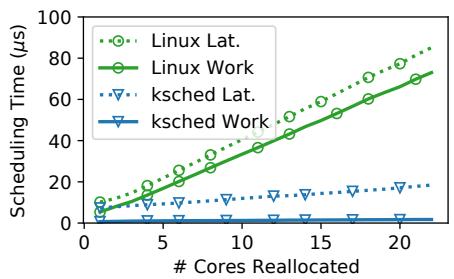 Scheduling Time (μs)
100
80
60
40
20
0
Linux Lat.
Linux Work
ksched Lat.
ksched Work
0 5 10 15 20
# Cores Reallocated